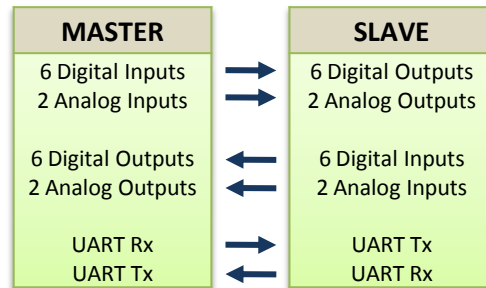 MASTER
SLAVE
6 Digital Inputs
6 Digital Outputs
2 Analog Inputs
2 Analog Outputs
6 Digital Outputs
6 Digital Inputs
2 Analog Outputs
2 Analog Inputs
UART Rx
UART Tx
UART Tx
UART Rx